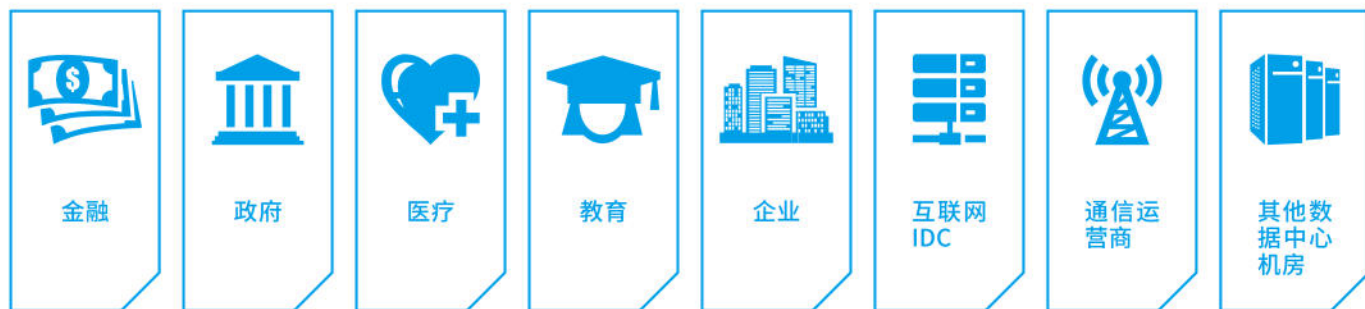 金融
政府
医疗
教育
企业
互联网
IDC
通信运
营商
其他数
据中心
机房